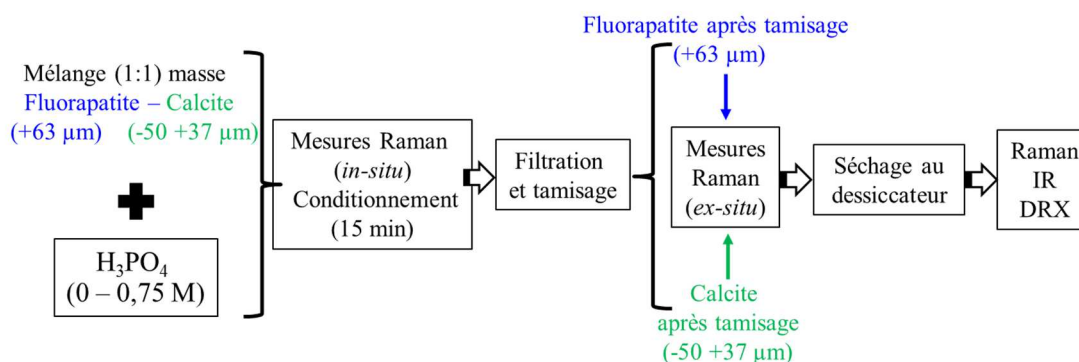 Mélange (1:1) masse
Fluorapatite – Calcite
(+63 µm) (-50 +37 µm)
H₃PO₄
(0 – 0,75 M)
Mesures Raman
(in-situ)
Conditionnement
(15 min)
Filtration
et tamisage
Fluorapatite après tamisage
(+63 µm)
Mesures
Raman
(ex-situ)
Calcite
après tamisage
(-50 +37 µm)
Séchage au
dessiccateur
Raman
IR
DRX